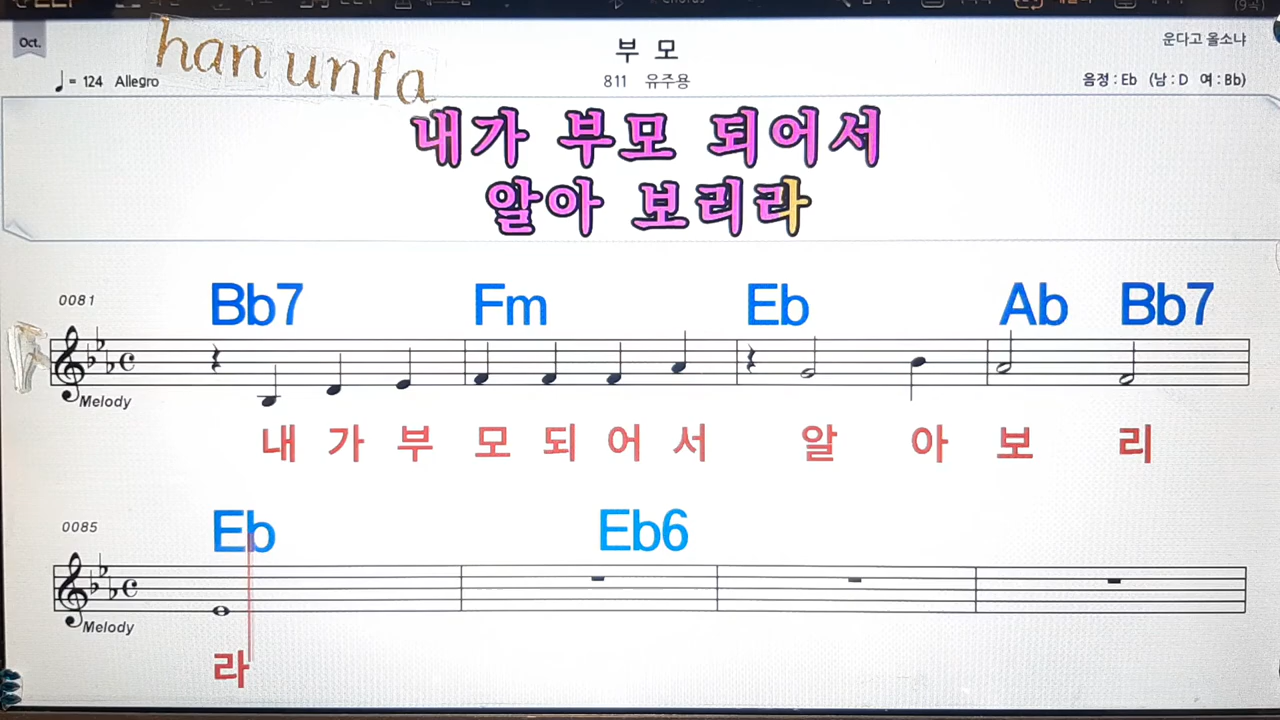 Oct.
han unfa
부 모
운다고 올소냐
♩= 124 Allegro
811 유주용
음정 : Eb (남 : D 여 : Bb)
내가 부모 되어서
알아 보리라
0081
Bb7 Fm Eb Ab Bb7
Melody
내 가 부 모 되 어 서 알 아 보 리
0085
Eb Eb6
Melody
라